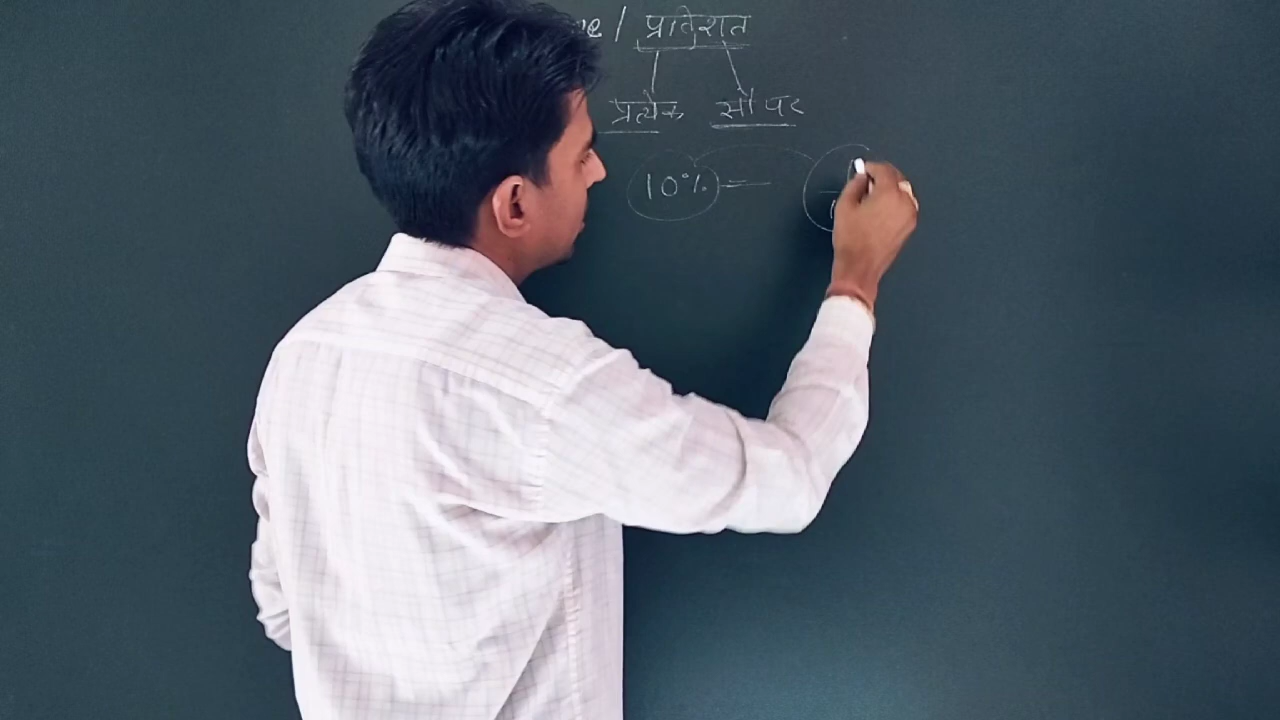 / प्रतिशत
प्रत्येक सौ पर
10% =